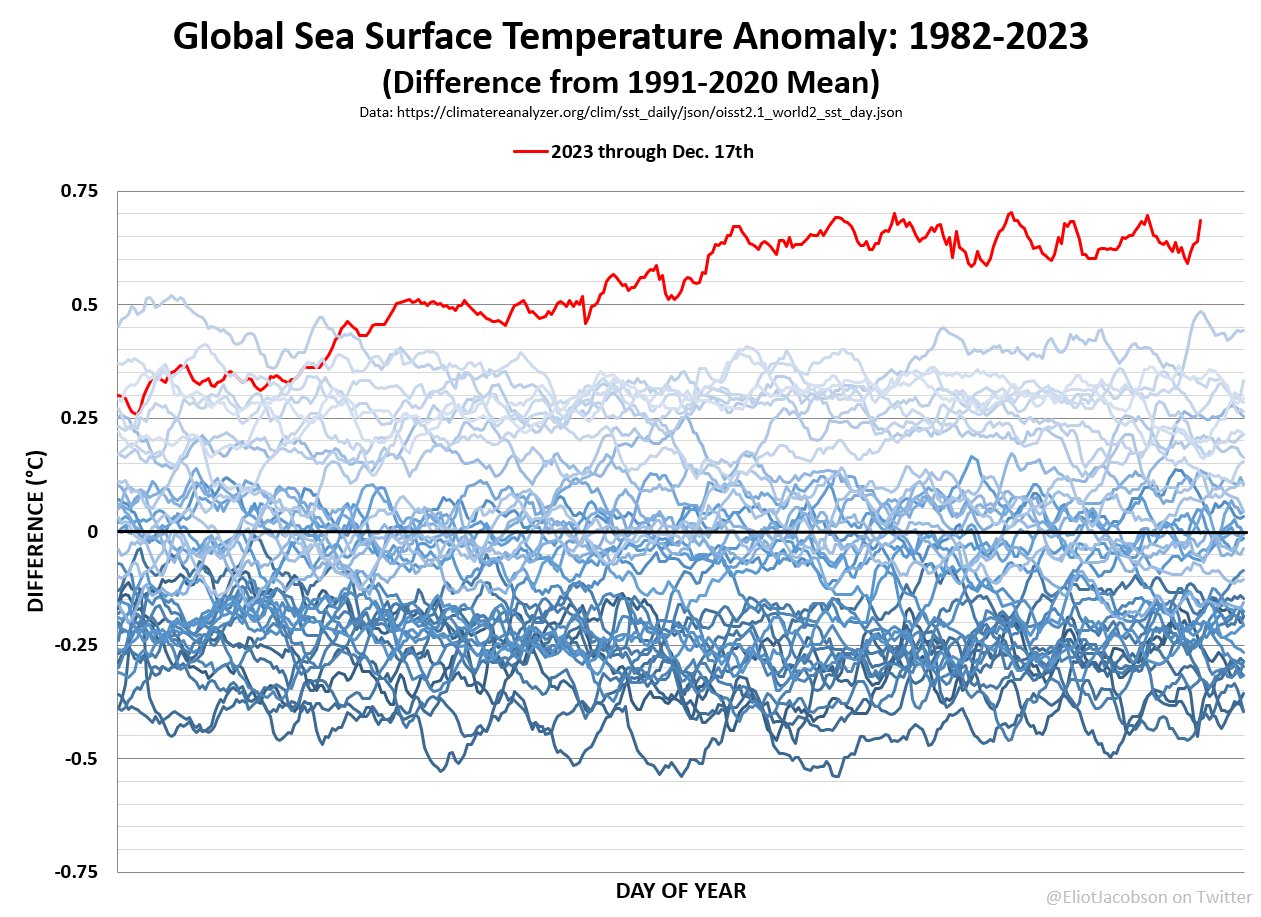 Global Sea Surface Temperature Anomaly: 1982-2023
(Difference from 1991-2020 Mean)
Data: https://climatereanalyzer.org/clim/sst_daily/json/oisst2.1_world2_sst_day.json
2023 through Dec. 17th
0.75
0.5
0.25
0
-0.25
-0.5
-0.75
DIFFERENCE (°C)
DAY OF YEAR
@EliotJacobson on Twitter